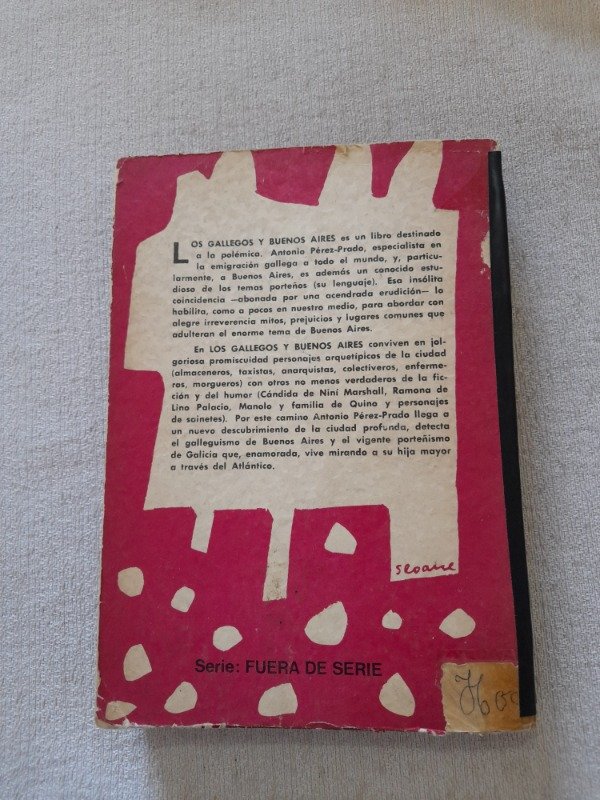 LOS GALLEGOS Y BUENOS AIRES es un libro destinado
a la polémica. Antonio Pérez-Prado, especialista en
la emigración gallega a todo el mundo, y, particu-
larmente, a Buenos Aires, es además un conocido estu-
dioso de los temas porteños (su lenguaje). Esa insólita
coincidencia —abonada por una acendrada erudición— lo
habilita, como a pocos en nuestro medio, para abordar con
alegre irreverencia mitos, prejuicios y lugares comunes que
adulteran el enorme tema de Buenos Aires.
En LOS GALLEGOS Y BUENOS AIRES conviven en jol-
goriosa promiscuidad personajes arquetípicos de la ciudad
(almaceneros, taxistas, anarquistas, colectiveros, enferme-
ras, morgueros) con otros no menos verdaderos de la fic-
ción y del humor (Cándida de Niní Marshall, Ramona de
Lino Palacio, Manolo y familia de Quino y personajes
de sainetes). Por este camino Antonio Pérez-Prado llega a
un nuevo descubrimiento de la ciudad profunda, detecta
el galleguismo de Buenos Aires y el vigente porteñismo
de Galicia que, enamorada, vive mirando a su hija mayor
a través del Atlántico.
Seoane
Serie: FUERA DE SERIE